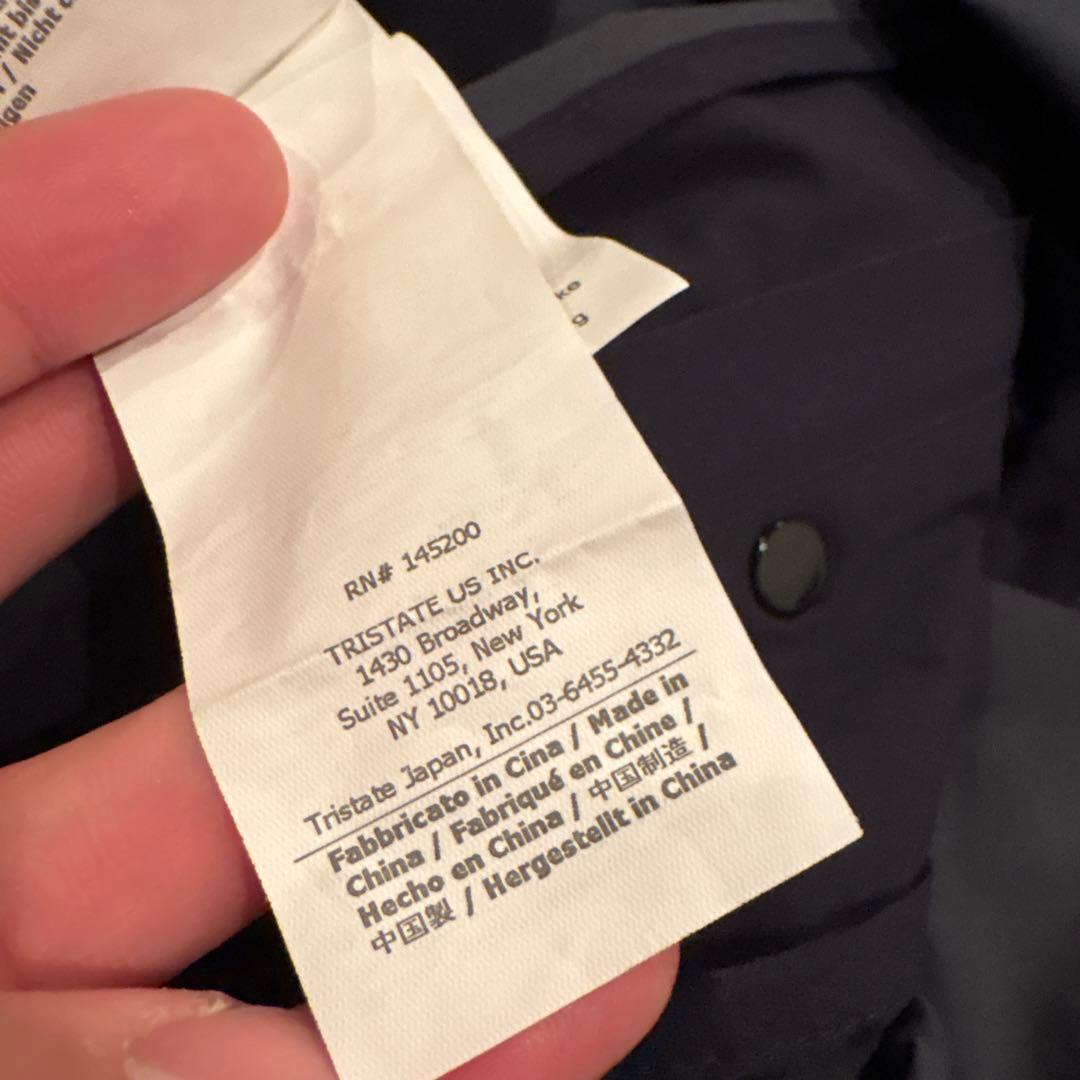 / Nicht
RN# 145200
TRISTATE US INC.
1430 Broadway,
Suite 1105, New York
NY 10018, USA
Tristate Japan, Inc.03-6455-4332
Fabbricato in Cina / Made in
China / Fabriqué en Chine /
Hecho en China / 中国制造 /
中国製 / Hergestellt in China